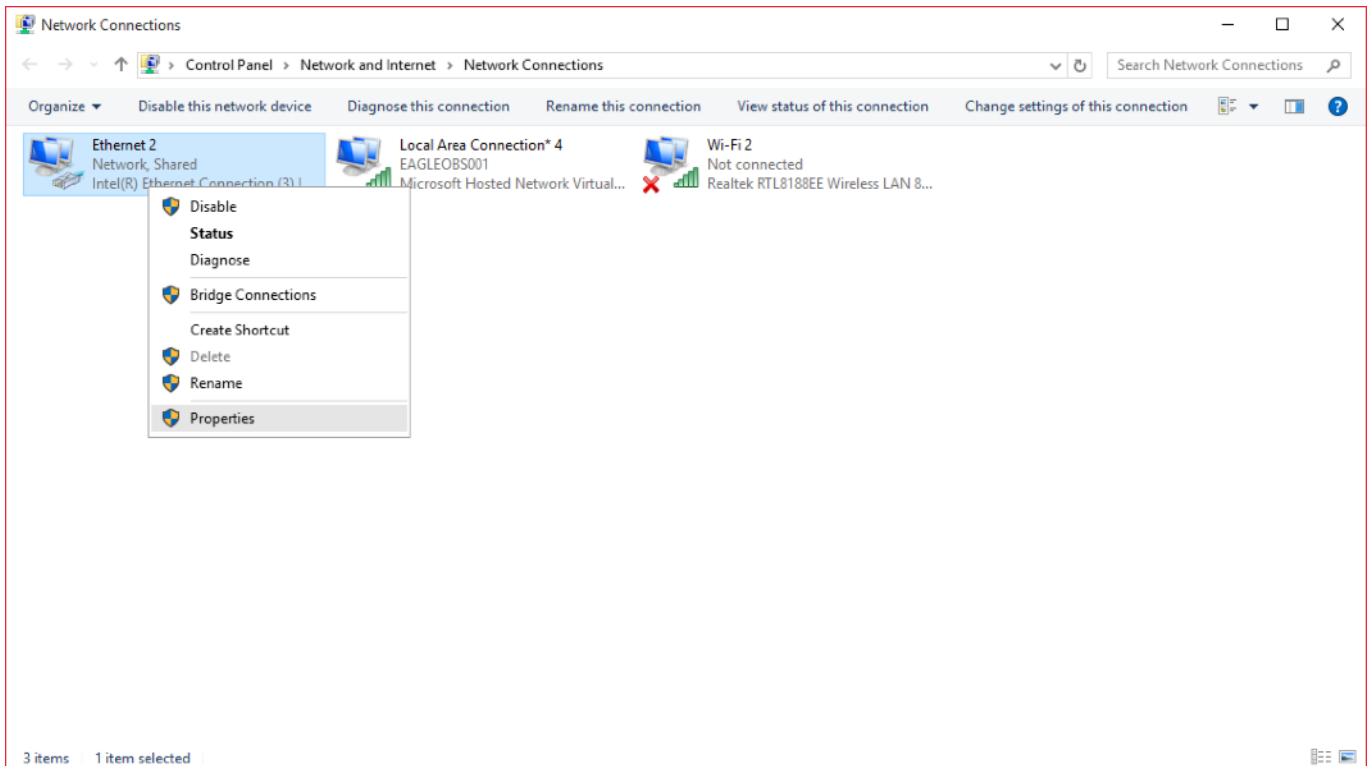 Network Connections
Control Panel > Network and Internet > Network Connections
Search Network Connections
Organize
Disable this network device
Diagnose this connection
Rename this connection
View status of this connection
Change settings of this connection
Ethernet 2
Network, Shared
Intel(R) Ethernet Connection (3) I...
Local Area Connection* 4
EAGLEOBS001
Microsoft Hosted Network Virtual...
Wi-Fi 2
Not connected
Realtek RTL8188EE Wireless LAN 8...
Disable
Status
Diagnose
Bridge Connections
Create Shortcut
Delete
Rename
Properties
3 items
1 item selected